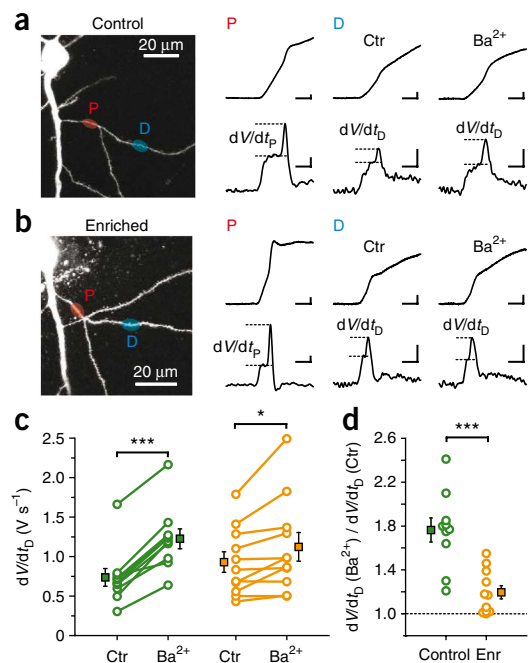 a
Control
20 μm
P
D
P
D
Ctr
Ba2+
dV/dtP
dV/dtD
dV/dtD
b
Enriched
P
D
20 μm
P
D
Ctr
Ba2+
dV/dtP
dV/dtD
dV/dtD
c
dV/dtD (V s−1)
2.5
2.0
1.5
1.0
0.5
0
***
*
Ctr
Ba2+
Ctr
Ba2+
d
dV/dtD (Ba2+) / dV/dtD (Ctr)
2.6
2.2
1.8
1.4
1.0
***
Control Enr